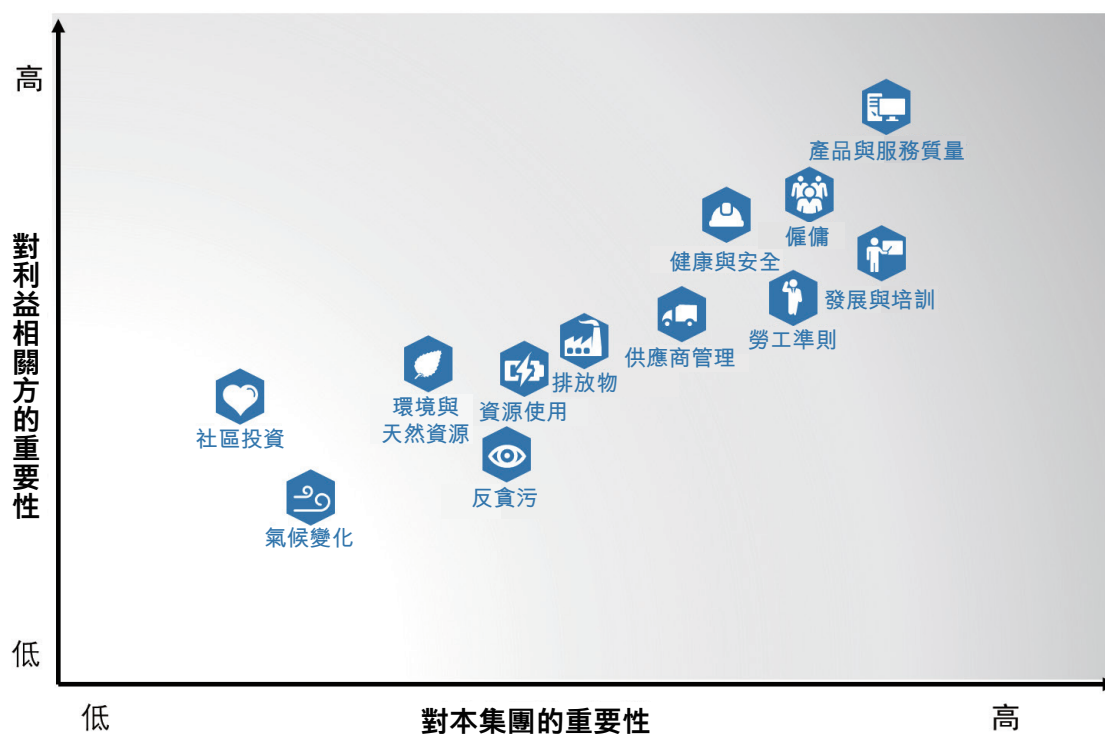 高
產品與服務質量
僱傭
健康與安全
發展與培訓
勞工準則
供應商管理
排放物
資源使用
環境與
天然資源
社區投資
反貪污
氣候變化
對利益相關方的重要性
低
低
對本集團的重要性
高